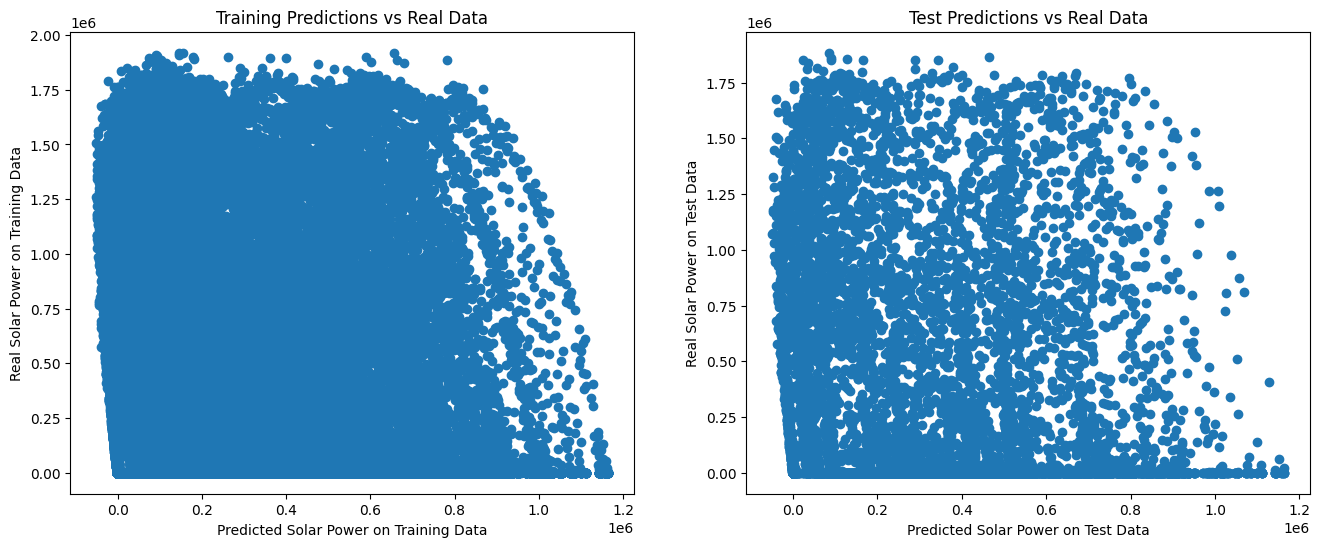 Training Predictions vs Real Data
1e6
2.00
1.75
1.50
1.25
1.00
0.75
0.50
0.25
0.00
Real Solar Power on Training Data
0.0 0.2 0.4 0.6 0.8 1.0 1.2
1e6
Predicted Solar Power on Training Data
Test Predictions vs Real Data
1e6
1.75
1.50
1.25
1.00
0.75
0.50
0.25
0.00
Real Solar Power on Test Data
0.0 0.2 0.4 0.6 0.8 1.0 1.2
1e6
Predicted Solar Power on Test Data